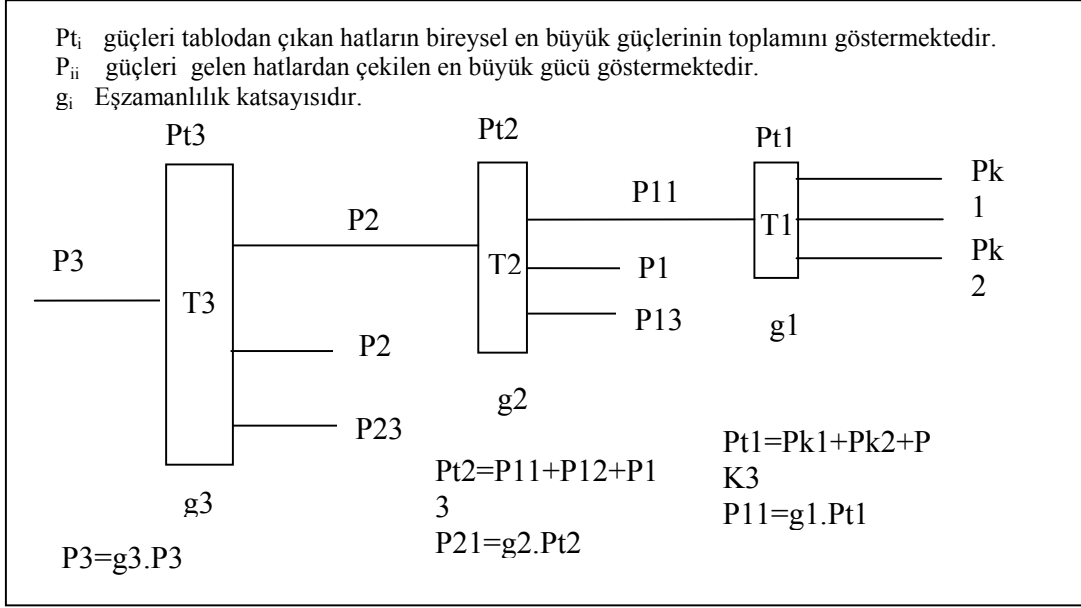 Pti güçleri tablodan çıkan hatların bireysel en büyük güçlerinin toplamını göstermektedir.
Pii güçleri gelen hatlardan çekilen en büyük gücü göstermektedir.
gi Eşzamanlılık katsayısıdır.
Pt3
Pt2
Pt1
P3
T3
P2
P2
P23
g3
P3=g3.P3
T2
P11
P1
P13
g2
Pt2=P11+P12+P1
3
P21=g2.Pt2
T1
Pk
1
Pk
2
g1
Pt1=Pk1+Pk2+P
K3
P11=g1.Pt1